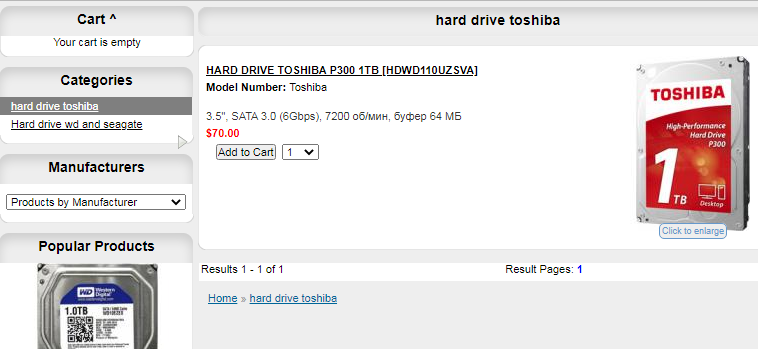 Cart ^
Your cart is empty
Categories
hard drive toshiba
Hard drive wd and seagate
Manufacturers
Products by Manufacturer
Popular Products
WD Western
Digital
1.0TB
hard drive toshiba
HARD DRIVE TOSHIBA P300 1TB [HDWD110UZSVA]
Model Number: Toshiba
3.5", SATA 3.0 (6Gbps), 7200 об/мин, буфер 64 МБ
$70.00
Add to Cart 1
TOSHIBA
High-Performance
Hard Drive
P300
1TB
Desktop
Click to enlarge
Results 1 - 1 of 1
Result Pages: 1
Home » hard drive toshiba